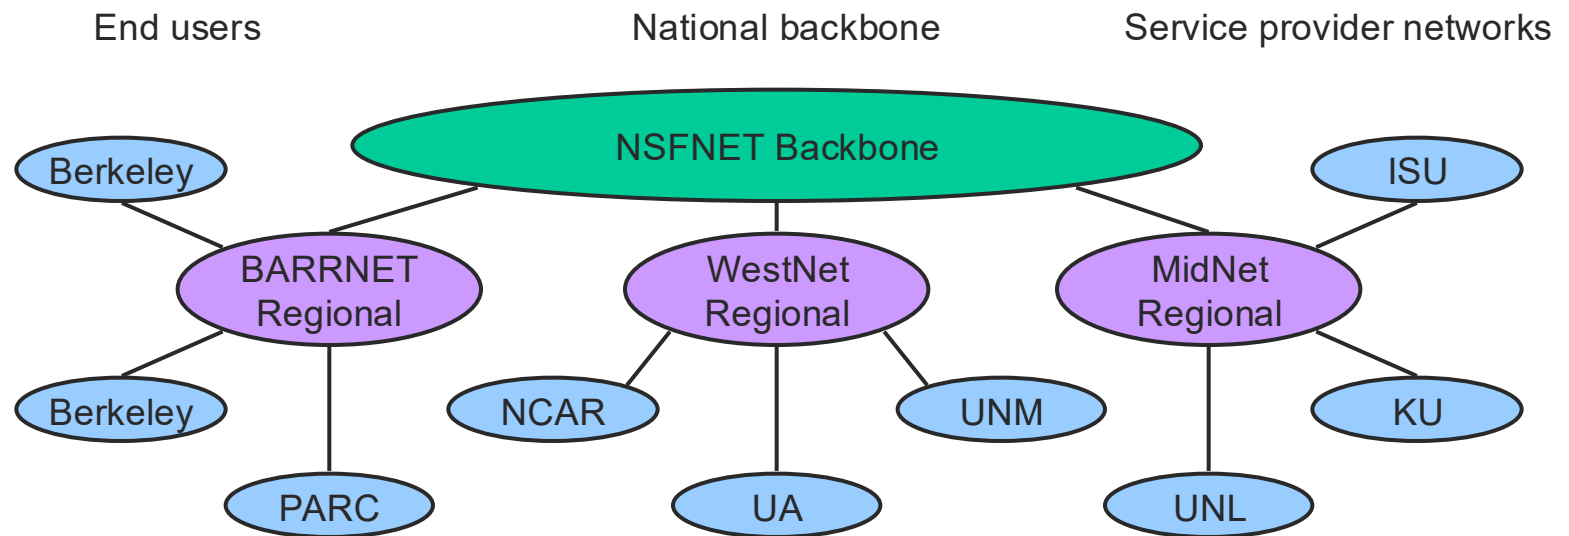 End users
National backbone
Service provider networks
NSFNET Backbone
Berkeley
ISU
BARRNET
Regional
WestNet
Regional
MidNet
Regional
Berkeley
NCAR
UNM
KU
PARC
UA
UNL